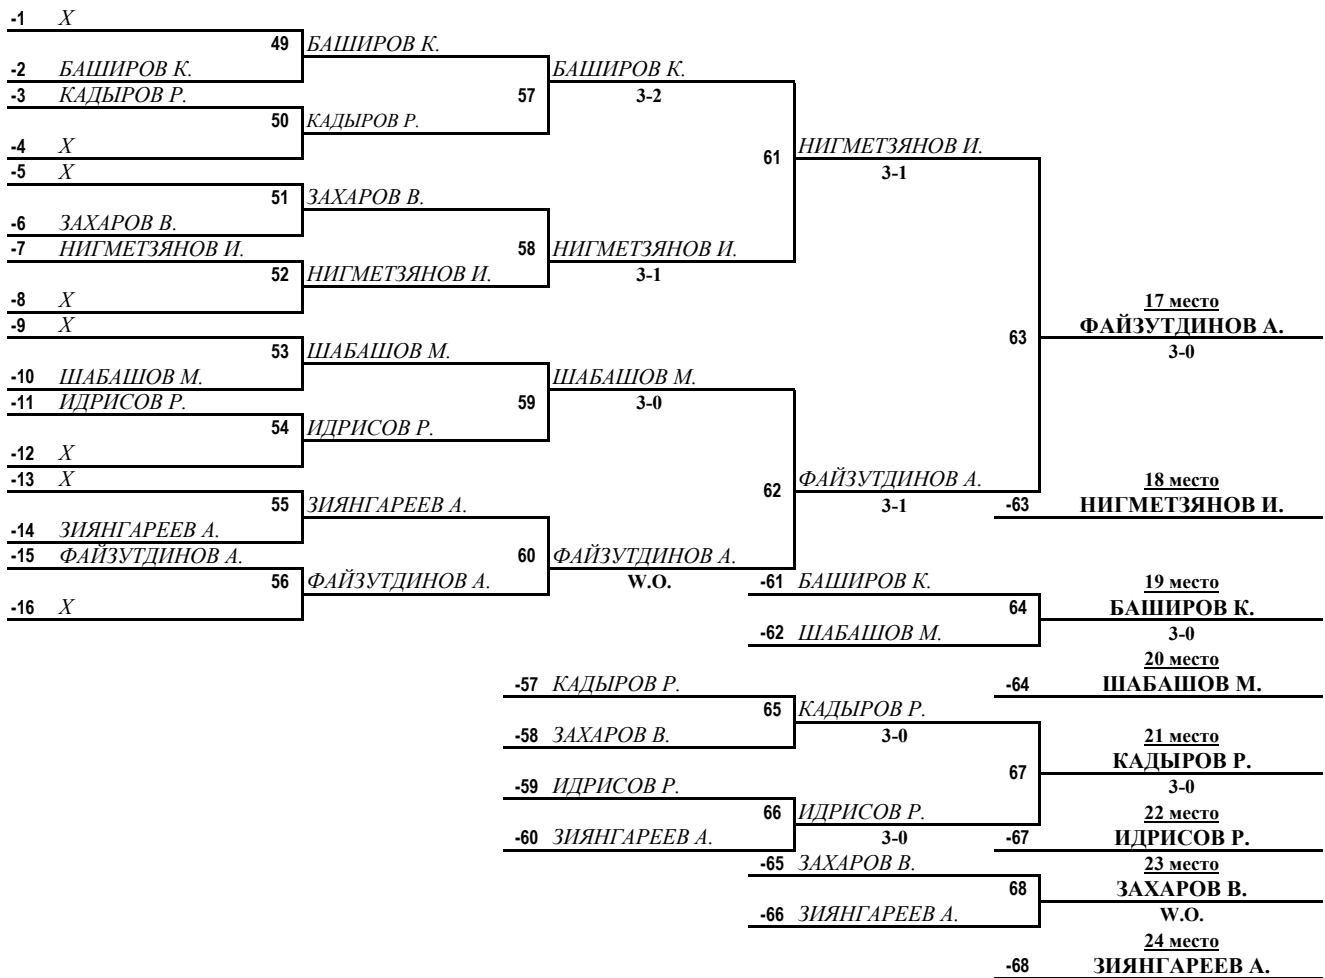 -1 X
49 БАШИРОВ К.
-2 БАШИРОВ К. БАШИРОВ К.
-3 КАДЫРОВ Р. 57 3-2
50 КАДЫРОВ Р.
-4 X 61 НИГМЕТЗЯНОВ И.
-5 X 3-1
51 ЗАХАРОВ В.
-6 ЗАХАРОВ В.
-7 НИГМЕТЗЯНОВ И. 58 НИГМЕТЗЯНОВ И.
52 НИГМЕТЗЯНОВ И. 3-1
-8 X 17 место
-9 X ФАЙЗУТДИНОВ А.
53 ШАБАШОВ М. 63 3-0
-10 ШАБАШОВ М. ШАБАШОВ М.
-11 ИДРИСОВ Р. 59 3-0
54 ИДРИСОВ Р.
-12 X
-13 X 62 ФАЙЗУТДИНОВ А. 18 место
55 ЗИЯНГАРЕЕВ А. 3-1 -63 НИГМЕТЗЯНОВ И.
-14 ЗИЯНГАРЕЕВ А.
-15 ФАЙЗУТДИНОВ А. 60 ФАЙЗУТДИНОВ А.
56 ФАЙЗУТДИНОВ А. W.O. -61 БАШИРОВ К. 19 место
-16 X 64 БАШИРОВ К.
-62 ШАБАШОВ М. 3-0
20 место
-57 КАДЫРОВ Р. -64 ШАБАШОВ М.
65 КАДЫРОВ Р.
-58 ЗАХАРОВ В. 3-0 21 место
КАДЫРОВ Р.
-59 ИДРИСОВ Р. 67 3-0
66 ИДРИСОВ Р. 22 место
-60 ЗИЯНГАРЕЕВ А. 3-0 -67 ИДРИСОВ Р.
-65 ЗАХАРОВ В. 23 место
68 ЗАХАРОВ В.
-66 ЗИЯНГАРЕЕВ А. W.O.
24 место
-68 ЗИЯНГАРЕЕВ А.